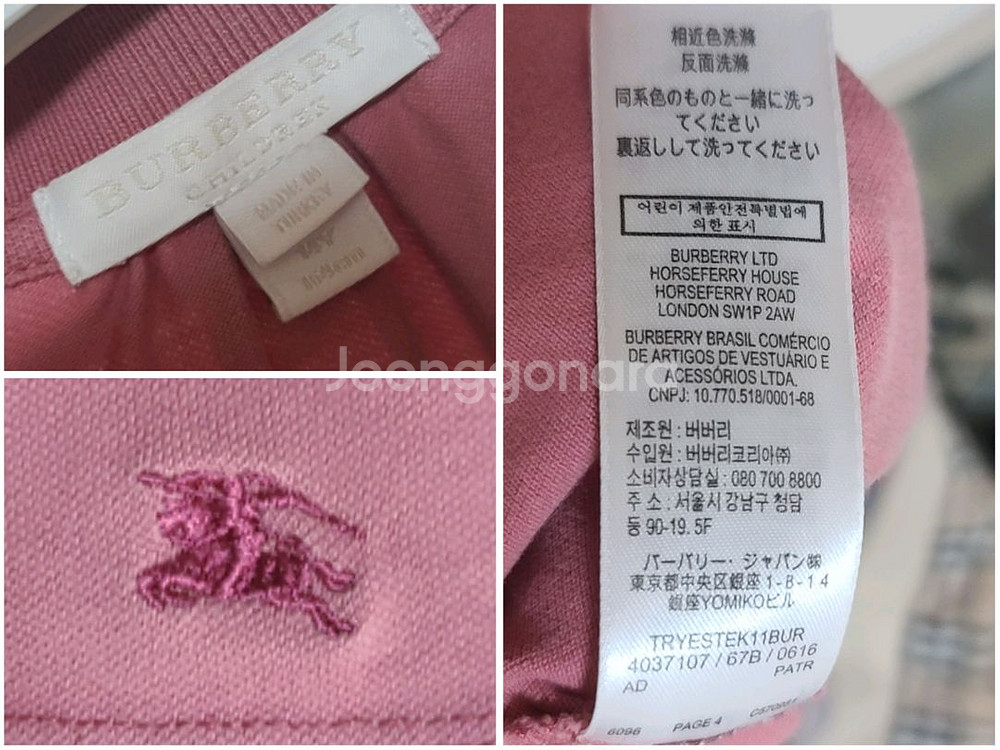 BURBERRY
CHILDREN
MADE IN
TURKEY
相近色洗滌
反面洗滌
同系色のものと一緒に洗っ
てください
裏返しして洗ってください
어린이 제품안전특별법에
의한 표시
BURBERRY LTD
HORSEFERRY HOUSE
HORSEFERRY ROAD
LONDON SW1P 2AW
BURBERRY BRASIL COMÉRCIO
DE ARTIGOS DE VESTUÁRIO E
ACESSÓRIOS LTDA.
CNPJ: 10.770.518/0001-68
제조원 : 버버리
수입원 : 버버리코리아㈜
소비자상담실 : 080 700 8800
주 소 : 서울시 강남구 청담
동 90-19. 5F
バーバリー・ジャパン㈱
東京都中央区銀座 1-8-14
銀座YOMIKOビル
TRYESTEK11BUR
4037107 / 67B / 0616
PATR
AD
6096 PAGE 4
Joonggonara